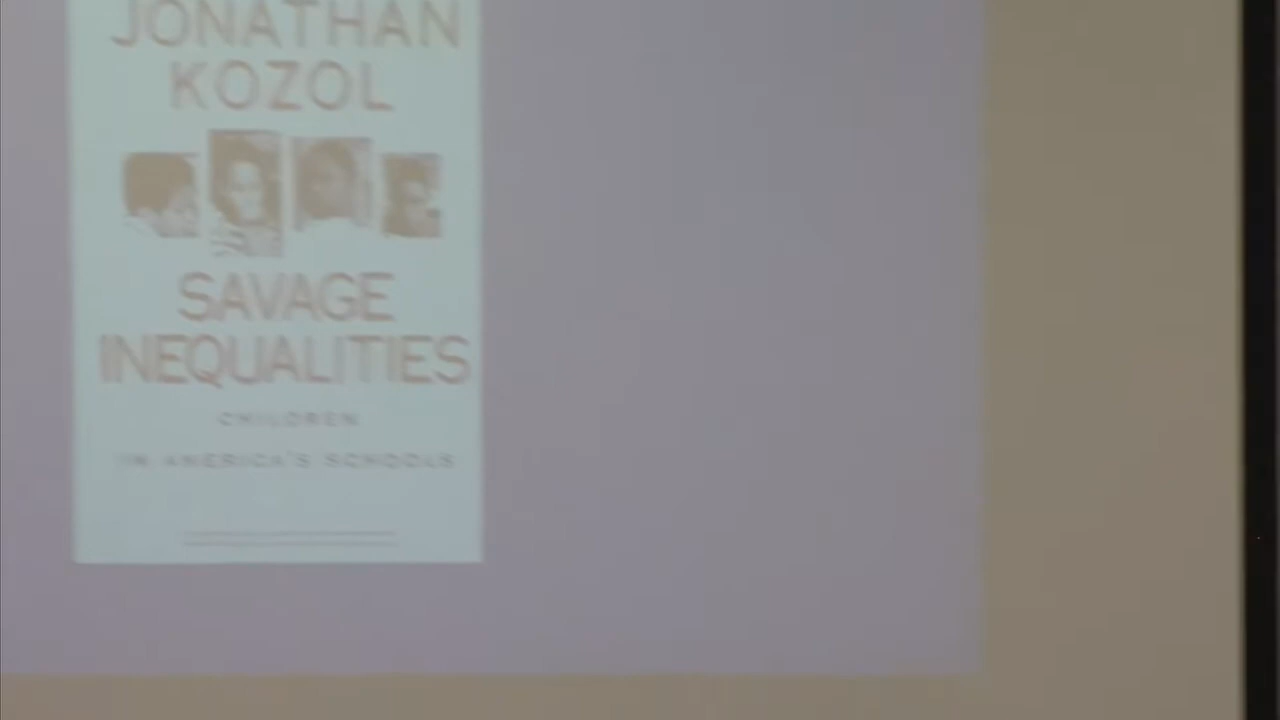 JONATHAN
KOZOL
SAVAGE
INEQUALITIES
CHILDREN
IN AMERICA'S SCHOOLS